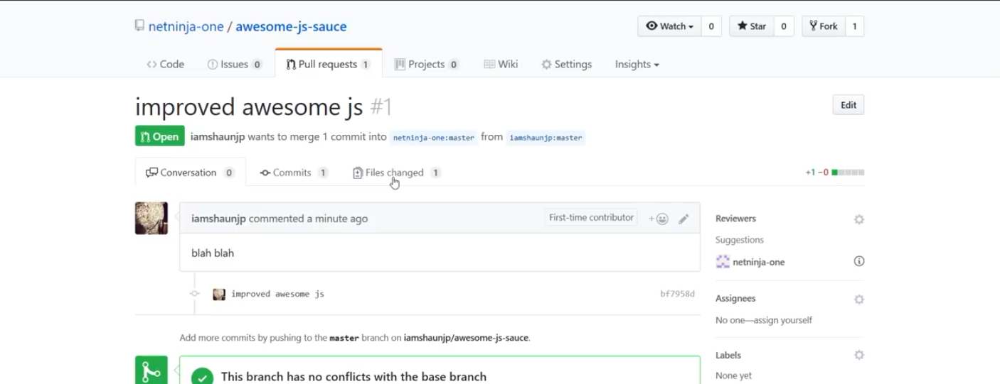 netninja-one / awesome-js-sauce
Watch 0 Star 0 Fork 1
Code Issues 0 Pull requests 1 Projects 0 Wiki Settings Insights
improved awesome js #1
Edit
Open iamshaunjp wants to merge 1 commit into netninja-one:master from iamshaunjp:master
Conversation 0 Commits 1 Files changed 1 +1 −0
iamshaunjp commented a minute ago First-time contributor
blah blah
improved awesome js bf7958d
Add more commits by pushing to the master branch on iamshaunjp/awesome-js-sauce.
This branch has no conflicts with the base branch
Reviewers
Suggestions
netninja-one
Assignees
No one—assign yourself
Labels
None yet